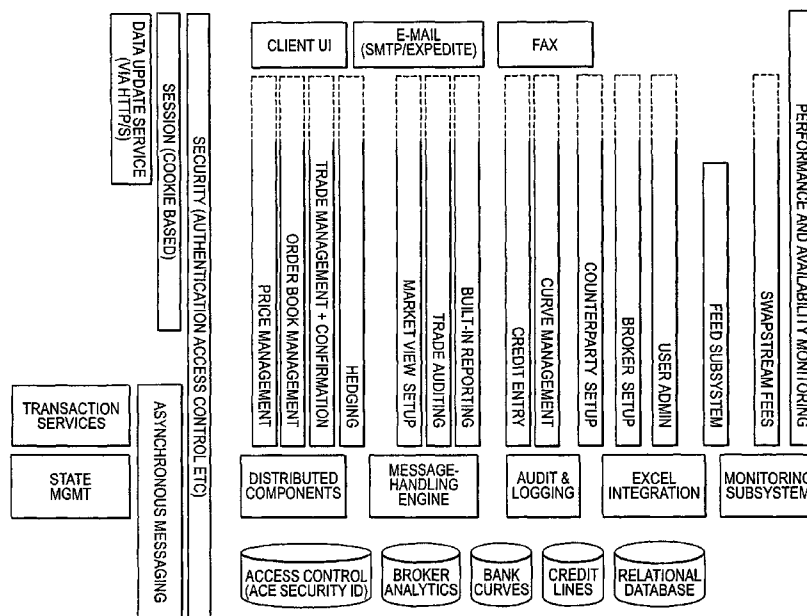 DATA UPDATE SERVICE
(VIA HTTP/S)
SESSION (COOKIE BASED)
SECURITY (AUTHENTICATION ACCESS CONTROL ETC)
CLIENT UI
E-MAIL
(SMTP/EXPEDITE)
FAX
PRICE MANAGEMENT
ORDER BOOK MANAGEMENT
TRADE MANAGEMENT + CONFIRMATION
HEDGING
MARKET VIEW SETUP
TRADE AUDITING
BUILT-IN REPORTING
CREDIT ENTRY
CURVE MANAGEMENT
COUNTERPARTY SETUP
BROKER SETUP
USER ADMIN
FEED SUBSYSTEM
SWAPSTREAM FEES
PERFORMANCE AND AVAILABILITY MONITORING
TRANSACTION
SERVICES
ASYNCHRONOUS MESSAGING
STATE
MGMT
DISTRIBUTED
COMPONENTS
MESSAGE-
HANDLING
ENGINE
AUDIT &
LOGGING
EXCEL
INTEGRATION
MONITORING
SUBSYSTEM
ACCESS CONTROL
(ACE SECURITY ID)
BROKER
ANALYTICS
BANK
CURVES
CREDIT
LINES
RELATIONAL
DATABASE